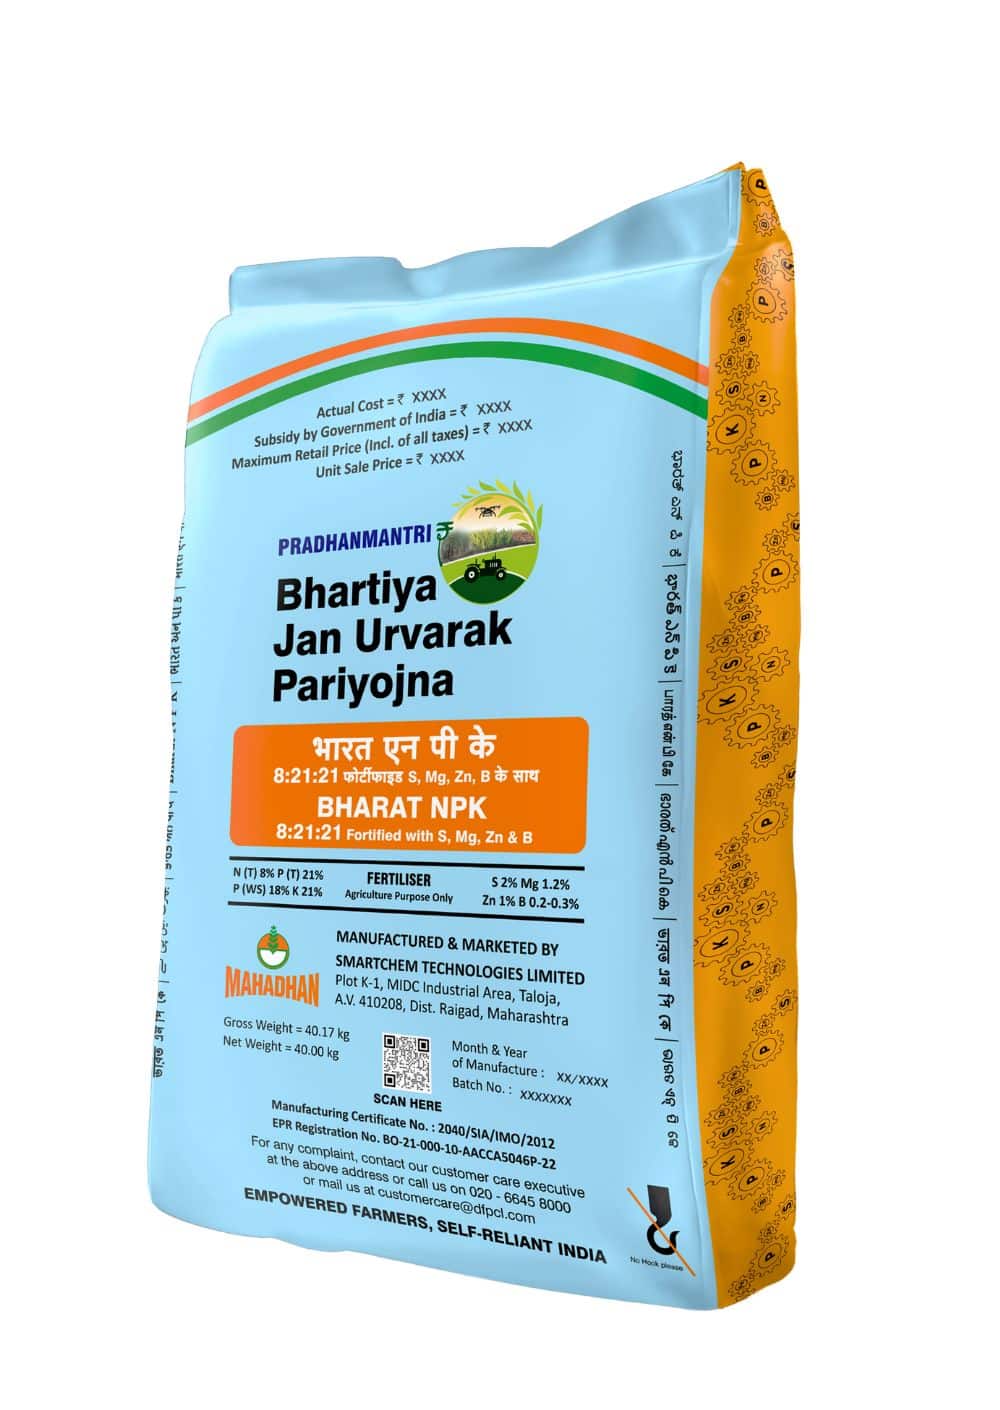 Actual Cost = ₹ XXXX
Subsidy by Government of India = ₹ XXXX
Maximum Retail Price (Incl. of all taxes) = ₹ XXXX
Unit Sale Price = ₹ XXXX
PRADHANMANTRI
Bhartiya
Jan Urvarak
Pariyojna
भारत एन पी के
8:21:21 फोर्टीफाइड S, Mg, Zn, B के साथ
BHARAT NPK
8:21:21 Fortified with S, Mg, Zn & B
N (T) 8% P (T) 21%
P (WS) 18% K 21%
FERTILISER
Agriculture Purpose Only
S 2% Mg 1.2%
Zn 1% B 0.2-0.3%
MAHADHAN
MANUFACTURED & MARKETED BY
SMARTCHEM TECHNOLOGIES LIMITED
Plot K-1, MIDC Industrial Area, Taloja,
A.V. 410208, Dist. Raigad, Maharashtra
Gross Weight = 40.17 kg
Net Weight = 40.00 kg
SCAN HERE
Month & Year
of Manufacture : XX/XXXX
Batch No. : XXXXXXX
Manufacturing Certificate No. : 2040/SIA/IMO/2012
EPR Registration No. BO-21-000-10-AACCA5046P-22
For any complaint, contact our customer care executive
at the above address or call us on 020 - 6645 8000
or mail us at customercare@dfpcl.com
EMPOWERED FARMERS, SELF-RELIANT INDIA
No Hook please